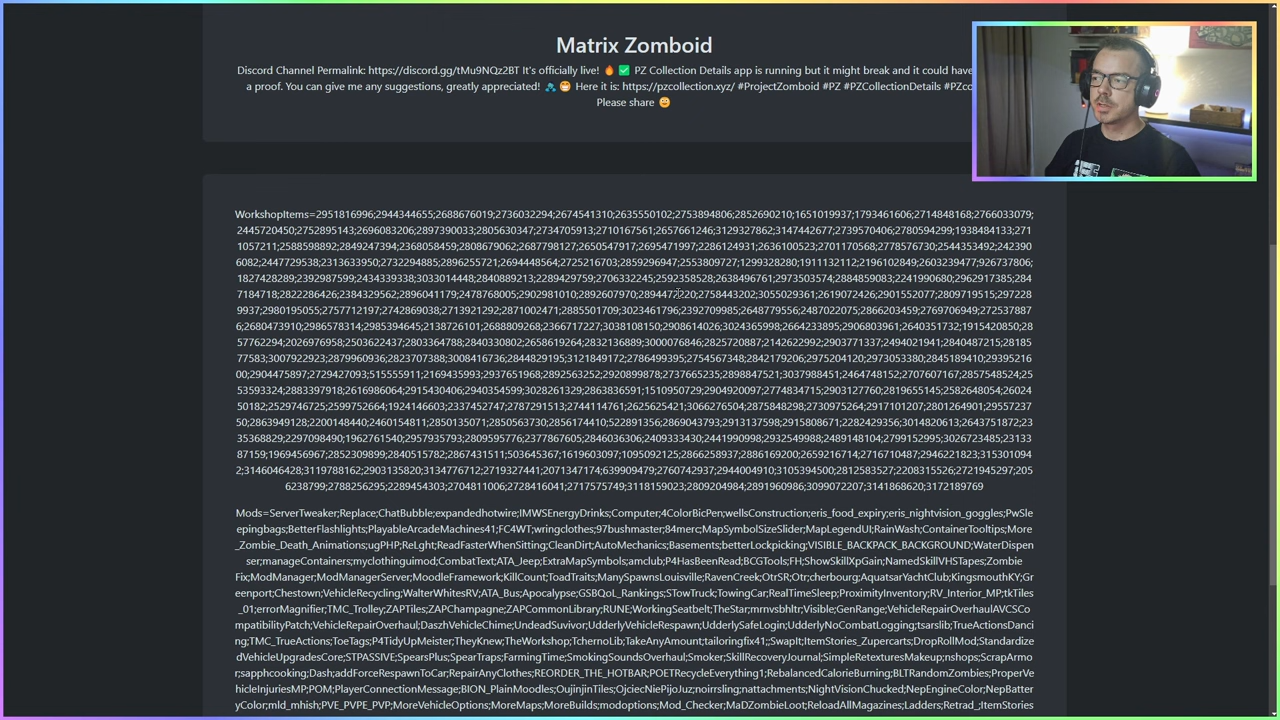 Matrix Zomboid
Discord Channel Permalink: https://discord.gg/tMu9NQz2BT It's officially live! 🔥 ✅ PZ Collection Details app is running but it might break and it could have
a proof. You can give me any suggestions, greatly appreciated! Here it is: https://pzcollection.xyz/ #ProjectZomboid #PZ #PZCollectionDetails
Please share
WorkshopItems=2951816996;2944344655;2688676019;2736032294;2674541310;2635550102;2753894806;2852690210;1651019937;1793461606;2714848168;2766033079;
2445720450;2752895143;2696083206;2897390033;2805630347;2734705913;2710167561;2657661246;3129327862;3147442677;2739570406;2780594299;1938484133;271
1057211;2588598892;2849247394;2368058459;2808679062;2687798127;2650547917;2695471997;2286124931;2636100523;2701170568;2778576730;2544353492;242390
6082;2447729538;2313633950;2732294885;2896255721;2694448564;2725216703;2859296947;2553809727;1299328280;1911132112;2196102849;2603239477;926737806;
1827428289;2392987599;2434339338;3033014448;2840889213;2289429759;2706332245;2592358528;2638496761;2973503574;2884859083;2241990680;2962917385;284
7184718;2822286426;2384329562;2896041179;2478768005;2902981010;2892607970;2758443202;3055029361;2619072426;2901552077;2809719515;297228
9937;2980195055;2757712197;2742869038;2713921292;2871002471;2885501709;3023461796;2392709985;2648779556;2487022075;2866203459;2769706949;272537887
6;2680473910;2986578314;2985394645;2138726101;2688809268;2366717227;3038108150;2908614026;3024365998;2664233895;2906803961;2640351732;1915420850;28
57762294;2026976958;2503622437;2803364788;2840330802;2658619264;2832136889;3000076846;2825720887;2142622992;2903771337;2494021941;2840487215;28185
77583;3007922923;2879960936;2823707388;3008416736;2844829195;3121849172;2786499395;2754567348;2842179206;2975204120;2973053380;2845189410;29395216
00;2904475897;2729427093;515555911;2169435993;2937651968;2892563252;2920899878;2737665235;2898847521;3037988451;2464748152;2707607167;2857548524;25
53593324;2883397918;2616986064;2915430406;2940354599;3028261329;2863836591;1510950729;2904920097;2774834715;2903127760;2819655145;2582648054;26024
50182;2529746725;2599752664;1924146603;2337452747;2787291513;2744114761;2625625421;3066276504;2875848298;2730975264;2917101207;2801264901;29557237
50;2863949128;2200148440;2460154811;2850135071;2850563730;2856174410;522891356;2869043793;2913137598;2915808671;2282429356;3014820613;2643751872;2
335368829;2297098490;1962761540;2957935793;2809595776;2377867605;2846036306;2409333430;2441990998;2932549988;2489148104;2799152995;3026723485;23133
87159;1969456967;2852309899;2840515782;2867431511;503645367;1619603097;1095092125;2866258937;2886169200;2659216714;2716710487;2946221823;315301094
2;3146046428;3119788162;2903135820;3134776712;2719327441;2071347174;639909479;2760742937;2944004910;3105394500;2812583527;2208315526;2721945297;205
6238799;2788256295;2289454303;2704811006;2728416041;2717575749;3118159023;2809204984;2891960986;3099072207;3141868620;3172189769
Mods=ServerTweaker;Replace;ChatBubble;expandedhotwire;IMWSEnergyDrinks;Computer;4ColorBicPen;wellsConstruction;eris_food_expiry;eris_nightvision_goggles;PwSle
epingbags;BetterFlashlights;PlayableArcadeMachines41;FC4WT;wringclothes;97bushmaster;84merc;MapSymbolSizeSlider;MapLegendUI;RainWash;ContainerTooltips;More
_Zombie_Death_Animations;ugPHP;ReLght;ReadFasterWhenSitting;CleanDirt;AutoMechanics;Basements;betterLockpicking;VISIBLE_BACKPACK_BACKGROUND;WaterDispen
ser;manageContainers;myclothinguimod;CombatText;ATA_Jeep;ExtraMapSymbols;amclub;P4HasBeenRead;BCGTools;FH;ShowSkillXpGain;NamedSkillVHSTapes;Zombie
Fix;ModManager;ModManagerServer;MoodleFramework;KillCount;ToadTraits;ManySpawnsLouisville;RavenCreek;OtrSR;Otr;cherbourg;AquatsarYachtClub;KingsmouthKY;Gr
eenport;Chestown;VehicleRecycling;WalterWhitesRV;ATA_Bus;Apocalypse;GSBQoL_Rankings;STowTruck;TowingCar;RealTimeSleep;ProximityInventory;RV_Interior_MP;tkTiles
_01;errorMagnifier;TMC_Trolley;ZAPTiles;ZAPChampagne;ZAPCommonLibrary;RUNE;WorkingSeatbelt;TheStar;mrnvsbhltr;Visible;GenRange;VehicleRepairOverhaulAVCSCo
mpatibilityPatch;VehicleRepairOverhaul;DaszhVehicleChime;UndeadSuvivor;UdderlyVehicleRespawn;UdderlySafeLogin;UdderlyNoCombatLogging;tsarslib;TrueActionsDanci
ng;TMC_TrueActions;ToeTags;P4TidyUpMeister;TheyKnew;TheWorkshop;TchernoLib;TakeAnyAmount;tailoringfix41;;SwapIt;ItemStories_Zupercarts;DropRollMod;Standardize
dVehicleUpgradesCore;STPASSIVE;SpearsPlus;SpearTraps;FarmingTime;SmokingSoundsOverhaul;Smoker;SkillRecoveryJournal;SimpleRetexturesMakeup;nshops;ScrapArmo
r;sapphcooking;Dash;addForceRespawnToCar;RepairAnyClothes;REORDER_THE_HOTBAR;POETRecycleEverything1;RebalancedCalorieBurning;BLTRandomZombies;ProperVe
hicleInjuriesMP;POM;PlayerConnectionMessage;BION_PlainMoodles;OujinjinTiles;OjciecNiePijoJuz;noirrsling;nattachments;NightVisionChucked;NepEngineColor;NepBatter
yColor;mld_mhish;PVE_PVPE_PVP;MoreVehicleOptions;MoreMaps;MoreBuilds;modoptions;Mod_Checker;MaDZombieLoot;ReloadAllMagazines;Ladders;Retrad_;ItemStories